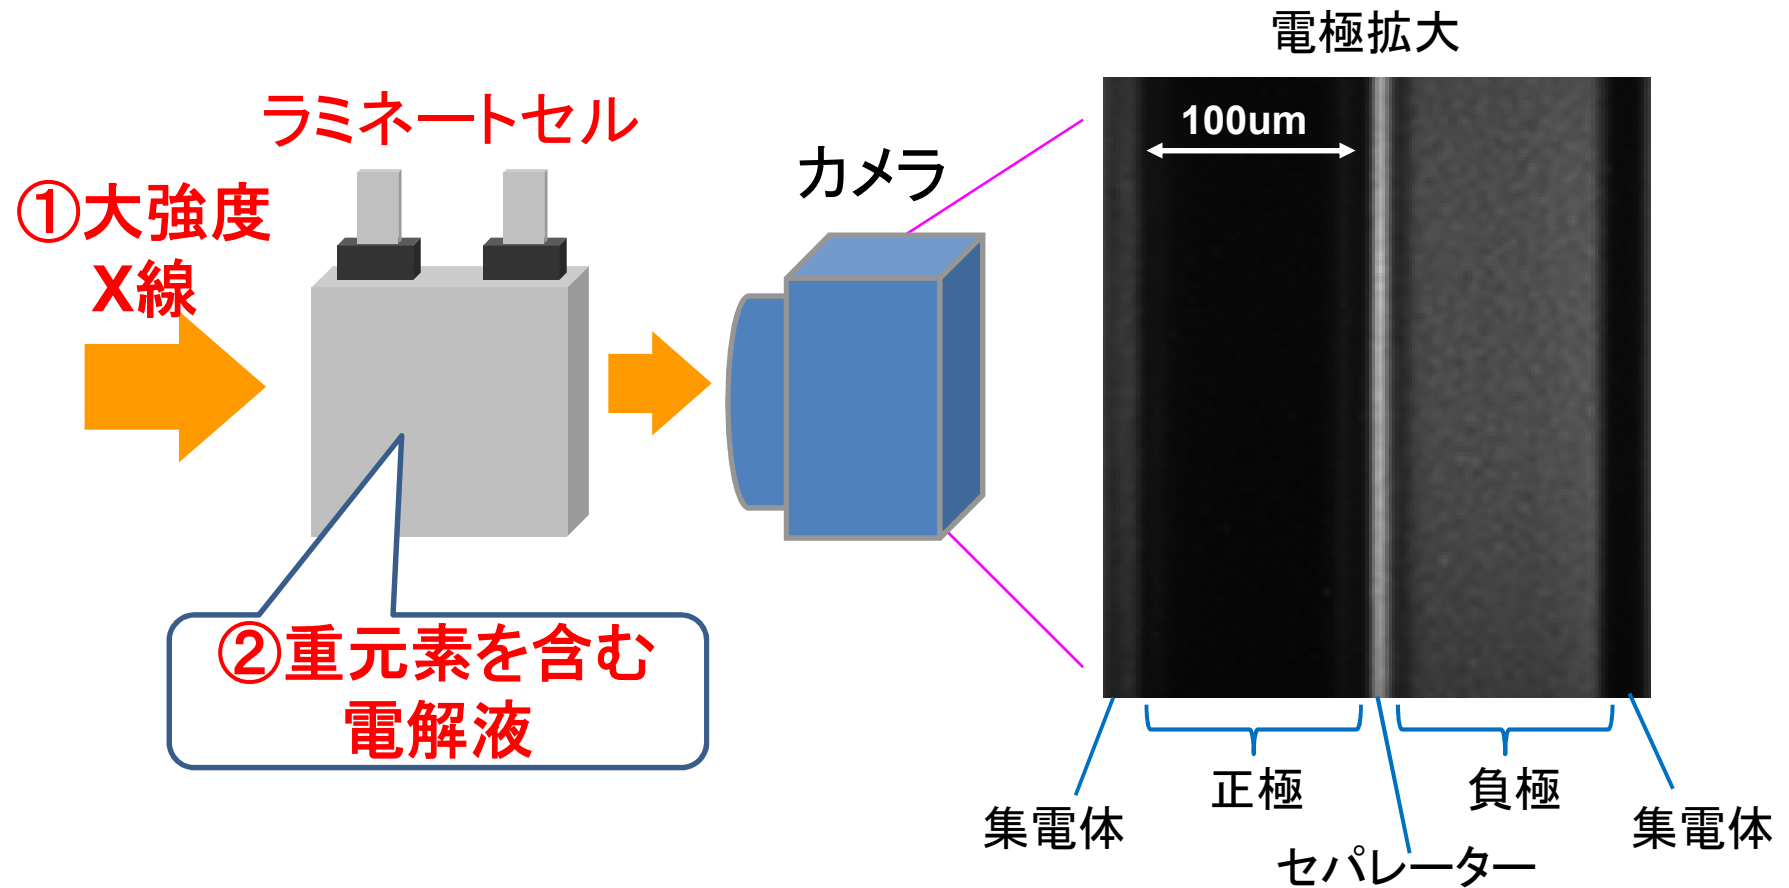 電極拡大
100um
ラミネートセル
カメラ
①大強度
X線
②重元素を含む
電解液
正極
負極
集電体
集電体
セパレーター